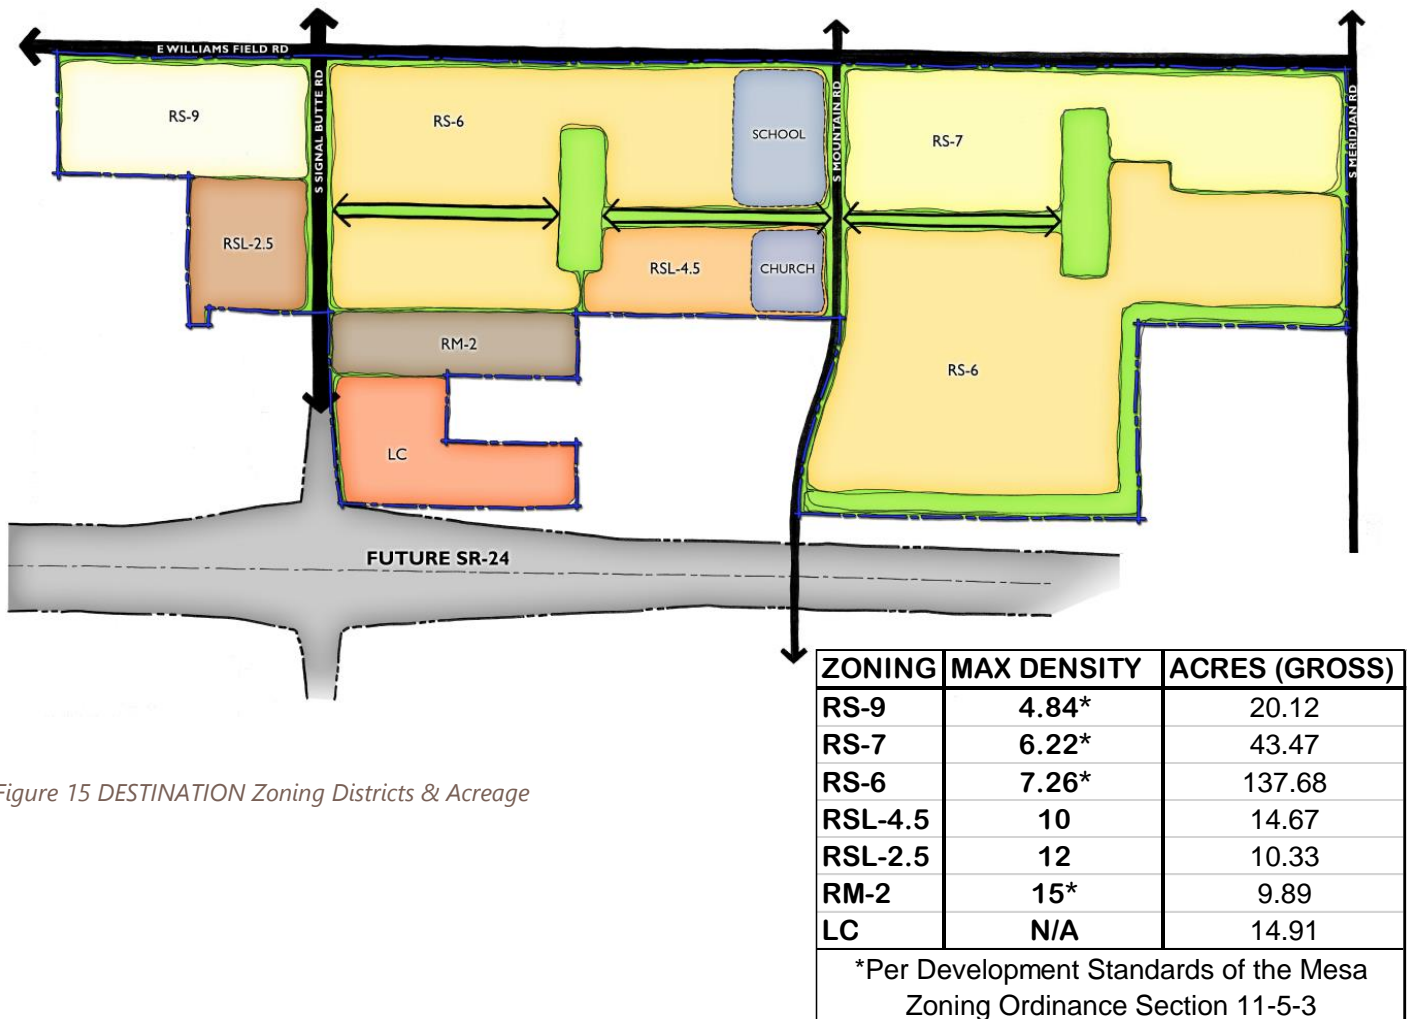 E WILLIAMS FIELD RD
S SIGNAL BUTTE RD
S MOUNTAIN RD
S MERIDIAN RD
RS-9
RS-6
SCHOOL
RS-7
RSL-2.5
RSL-4.5
CHURCH
RM-2
RS-6
LC
FUTURE SR-24
ZONING MAX DENSITY ACRES (GROSS)
RS-9 4.84* 20.12
RS-7 6.22* 43.47
RS-6 7.26* 137.68
RSL-4.5 10 14.67
RSL-2.5 12 10.33
RM-2 15* 9.89
LC N/A 14.91
*Per Development Standards of the Mesa
Zoning Ordinance Section 11-5-3
Figure 15 DESTINATION Zoning Districts & Acreage